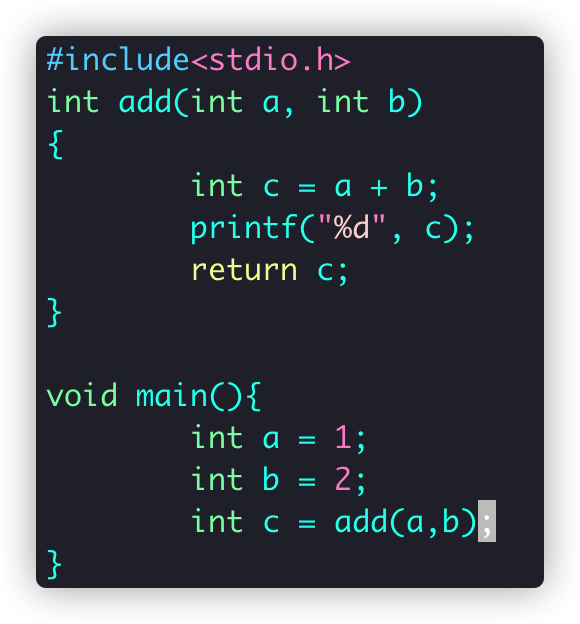 #include<stdio.h>
int add(int a, int b)
{
        int c = a + b;
        printf("%d", c);
        return c;
}

void main(){
        int a = 1;
        int b = 2;
        int c = add(a,b);
}